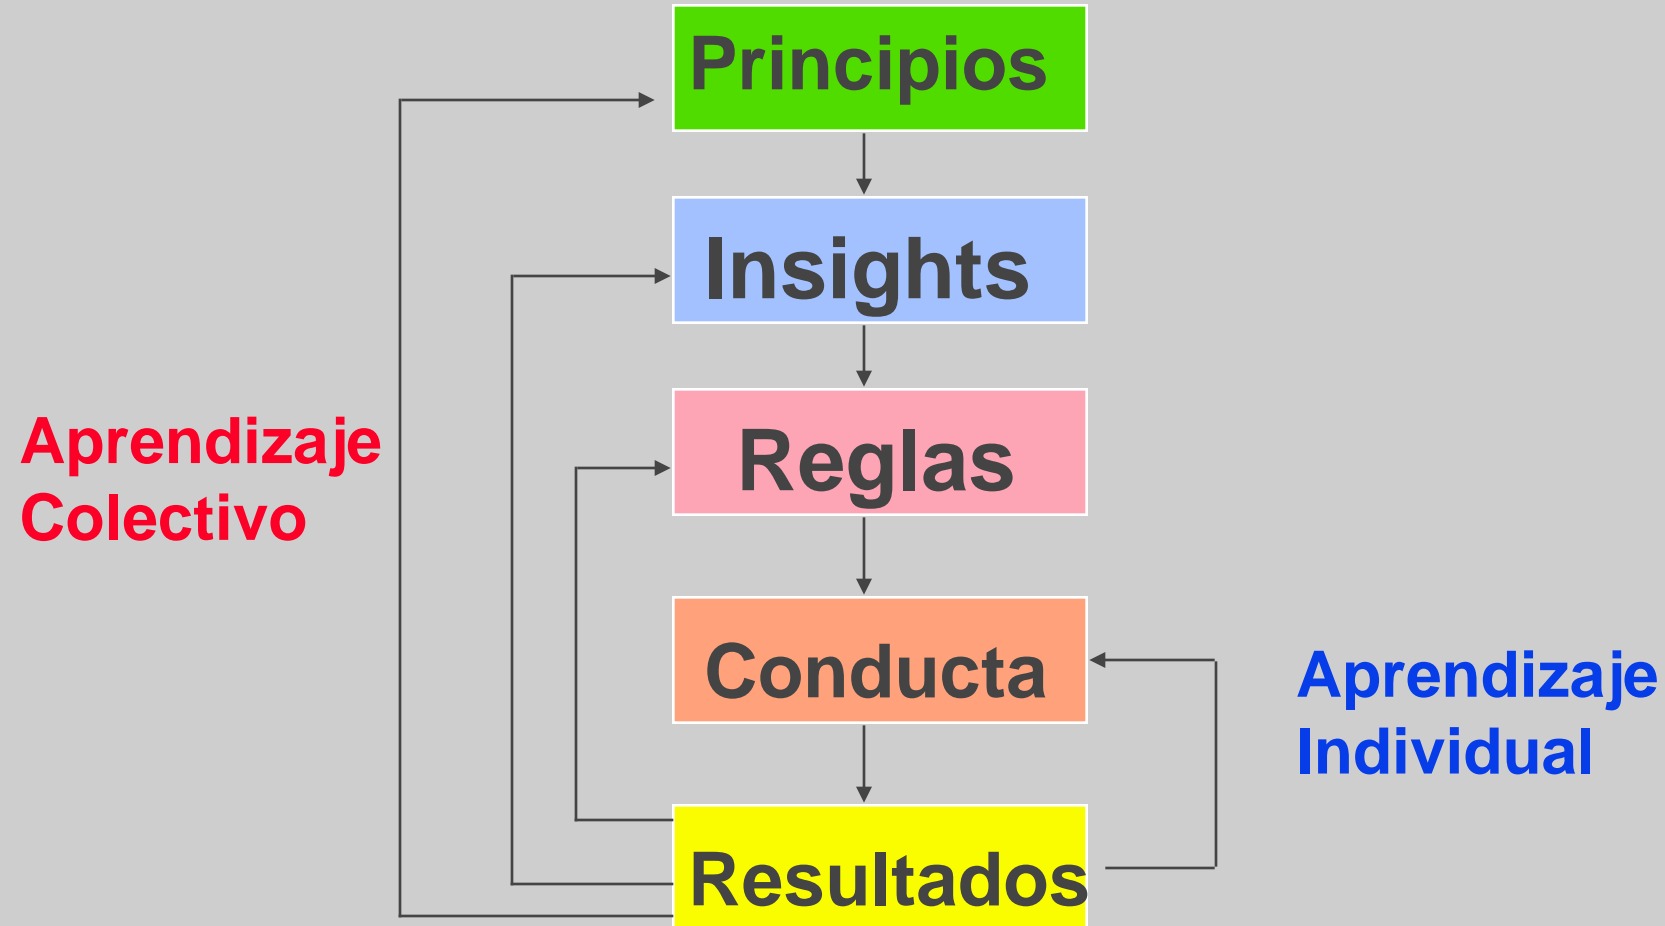 Principios
Insights
Reglas
Aprendizaje
Colectivo
Conducta
Aprendizaje
Individual
Resultados